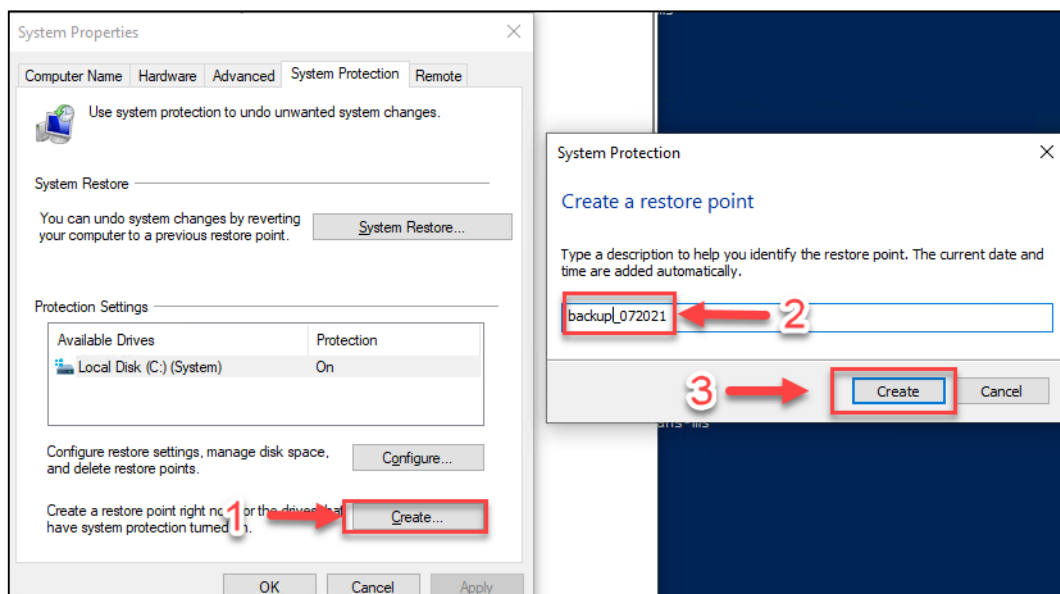 System Properties
Computer Name
Hardware
Advanced
System Protection
Remote
Use system protection to undo unwanted system changes.
System Restore
You can undo system changes by reverting
your computer to a previous restore point.
System Restore...
Protection Settings
Available Drives
Protection
Local Disk (C:) (System)
On
Configure restore settings, manage disk space,
and delete restore points.
Configure...
Create a restore point right for the drives
have system protection turned
1
Create...
OK
Cancel
Apply
System Protection
Create a restore point
Type a description to help you identify the restore point. The current date and
time are added automatically.
backup_072021
2
3
Create
Cancel